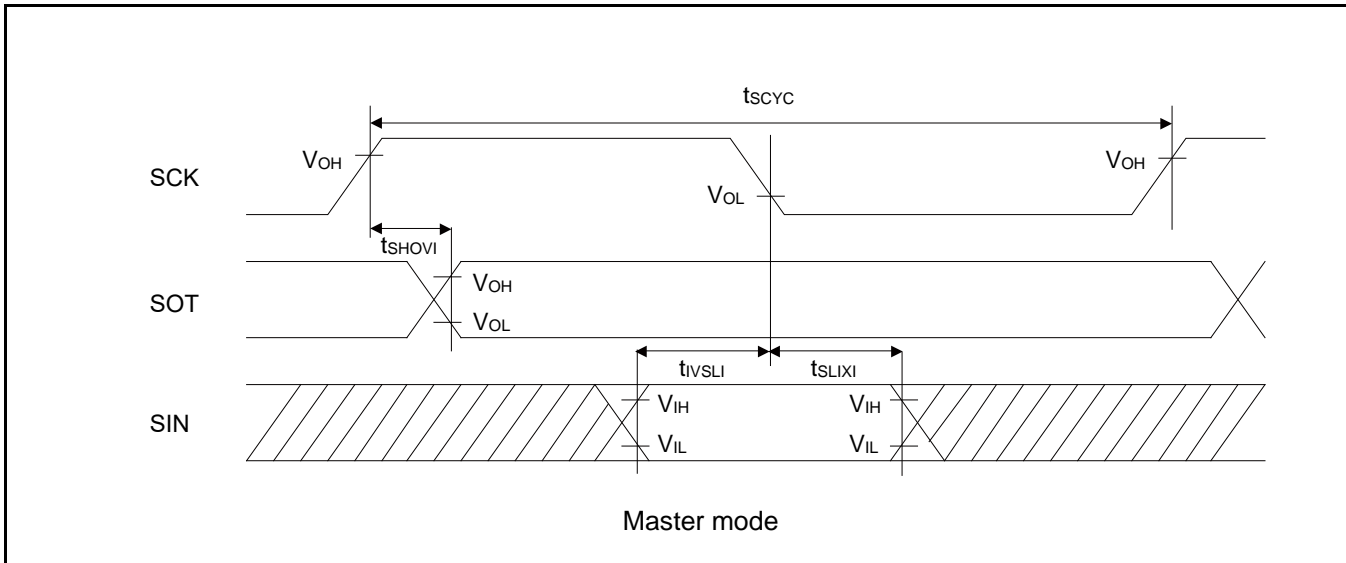 tSCYC
VOH
VOH
SCK
VOL
tSHOVI
VOH
SOT
VOL
tIVSLI
tSLIXI
VIH
VIH
SIN
VIL
VIL
Master mode